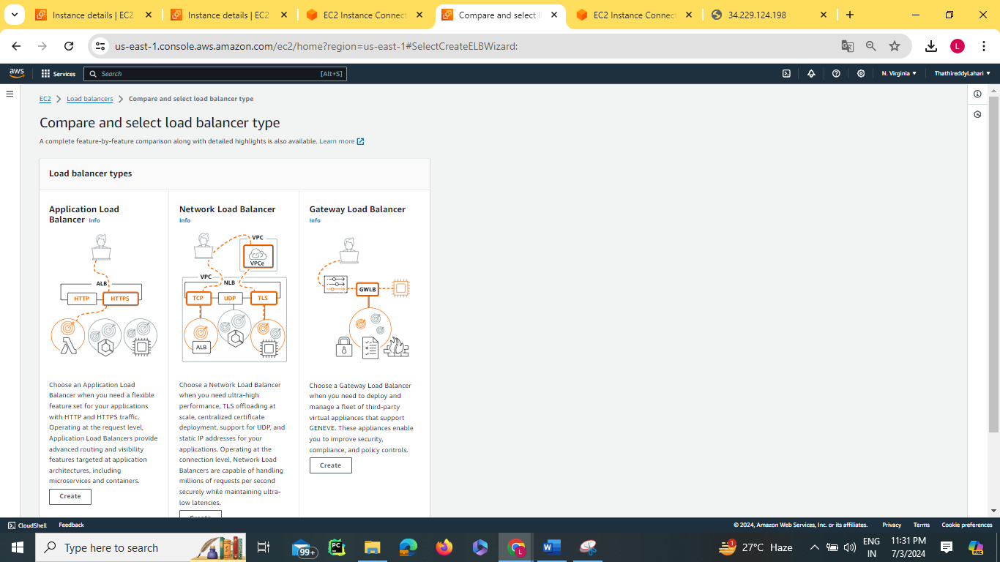 Instance details | EC2
Instance details | EC2
EC2 Instance Connect
Compare and select l
EC2 Instance Connect
34.229.124.198
us-east-1.console.aws.amazon.com/ec2/home?region=us-east-1#SelectCreateELBWizard:
L
aws
Services
Search
[Alt+S]
N. Virginia
ThathireddyLahari
EC2
Load balancers
Compare and select load balancer type
Compare and select load balancer type
A complete feature-by-feature comparison along with detailed highlights is also available. Learn more
Load balancer types
Application Load
Balancer Info
ALB
HTTP
HTTPS
Choose an Application Load
Balancer when you need a flexible
feature set for your applications
with HTTP and HTTPS traffic.
Operating at the request level,
Application Load Balancers provide
advanced routing and visibility
features targeted at application
architectures, including
microservices and containers.
Create
Network Load Balancer
Info
VPC
VPCe
VPC
NLB
TCP
UDP
TLS
ALB
Choose a Network Load Balancer
when you need ultra-high
performance, TLS offloading at
scale, centralized certificate
deployment, support for UDP, and
static IP addresses for your
applications. Operating at the
connection level, Network Load
Balancers are capable of handling
millions of requests per second
securely while maintaining ultra-
low latencies.
Create
Gateway Load Balancer
Info
GWLB
Choose a Gateway Load Balancer
when you need to deploy and
manage a fleet of third-party
virtual appliances that support
GENEVE. These appliances enable
you to improve security,
compliance, and policy controls.
Create
CloudShell
Feedback
© 2024, Amazon Web Services, Inc. or its affiliates.
Privacy
Terms
Cookie preferences
Type here to search
99+
PC
L
W
1
27°C Haze
ENG
IN
11:31 PM
7/3/2024
PRE